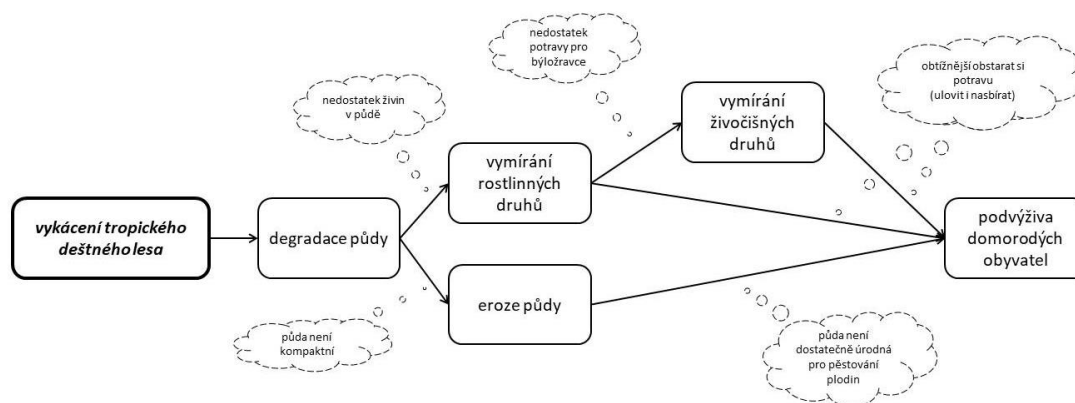 nedostatek
potravy pro
býložravce
obtížnější obstarat si
potravu
(ulovit i nasbírat)
nedostatek živin
v půdě
vymírání
živočišných
druhů
vymírání
rostlinných
druhů
vykácení tropického
deštného lesa
degradace půdy
podvýživa
domorodých
obyvatel
eroze půdy
půda není
kompaktní
půda není
dostatečně úrodná
pro pěstování
plodin